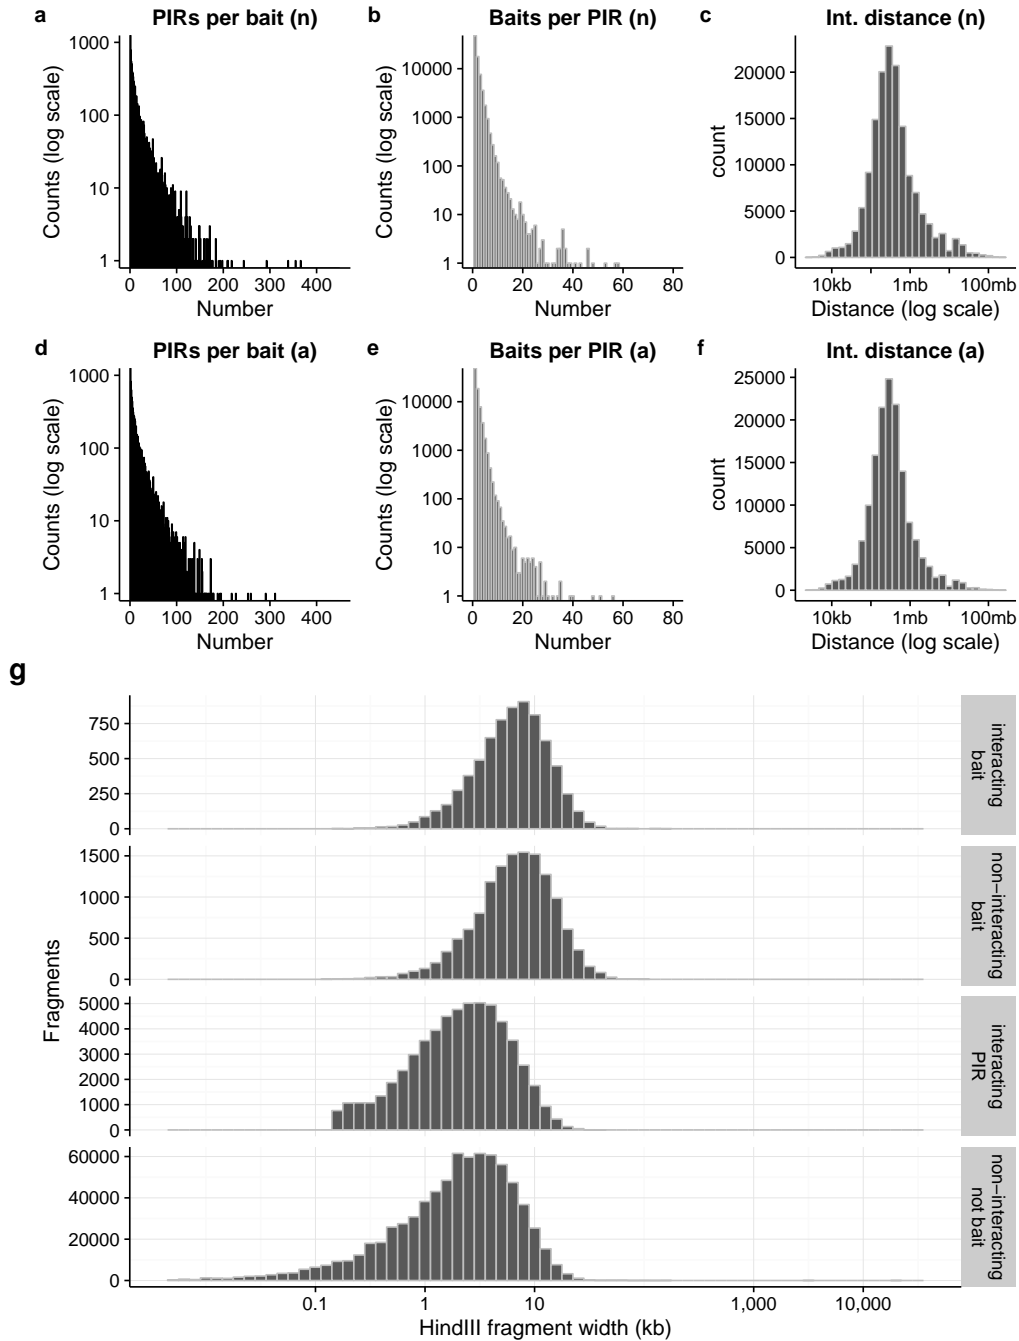 a PIRs per bait (n)
1000
100
10
1
Counts (log scale)
0 100 200 300 400
Number
b Baits per PIR (n)
10000
1000
100
10
1
Counts (log scale)
0 20 40 60 80
Number
c Int. distance (n)
20000
15000
10000
5000
0
count
10kb 1mb 100mb
Distance (log scale)
d PIRs per bait (a)
1000
100
10
1
Counts (log scale)
0 100 200 300 400
Number
e Baits per PIR (a)
10000
1000
100
10
1
Counts (log scale)
0 20 40 60 80
Number
f Int. distance (a)
25000
20000
15000
10000
5000
0
count
10kb 1mb 100mb
Distance (log scale)
g
750
500
250
0
interacting
bait
1500
1000
500
0
non−interacting
bait
Fragments
5000
4000
3000
2000
1000
0
interacting
PIR
60000
40000
20000
0
non−interacting
not bait
0.1 1 10 1,000 10,000
HindIII fragment width (kb)